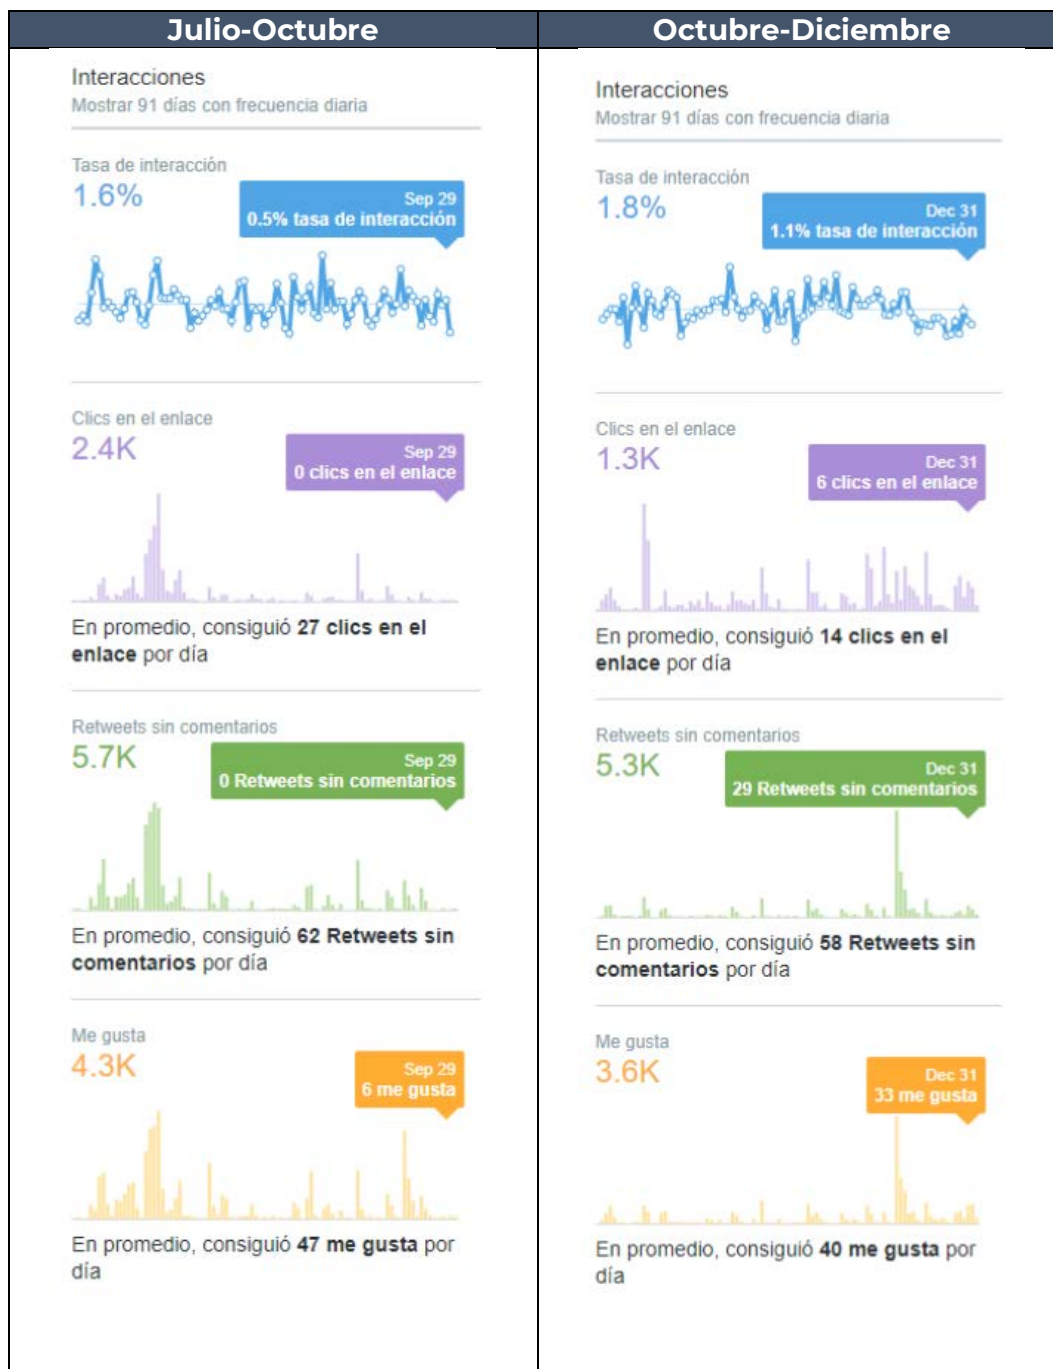 Julio-Octubre
Interacciones
Mostrar 91 días con frecuencia diaria
Tasa de interacción
1.6%
Sep 29
0.5% tasa de interacción
Clics en el enlace
2.4K
Sep 29
0 clics en el enlace
En promedio, consiguió 27 clics en el
enlace por día
Retweets sin comentarios
5.7K
Sep 29
0 Retweets sin comentarios
En promedio, consiguió 62 Retweets sin
comentarios por día
Me gusta
4.3K
Sep 29
6 me gusta
En promedio, consiguió 47 me gusta por
día
Octubre-Diciembre
Interacciones
Mostrar 91 días con frecuencia diaria
Tasa de interacción
1.8%
Dec 31
1.1% tasa de interacción
Clics en el enlace
1.3K
Dec 31
6 clics en el enlace
En promedio, consiguió 14 clics en el
enlace por día
Retweets sin comentarios
5.3K
Dec 31
29 Retweets sin comentarios
En promedio, consiguió 58 Retweets sin
comentarios por día
Me gusta
3.6K
Dec 31
33 me gusta
En promedio, consiguió 40 me gusta por
día